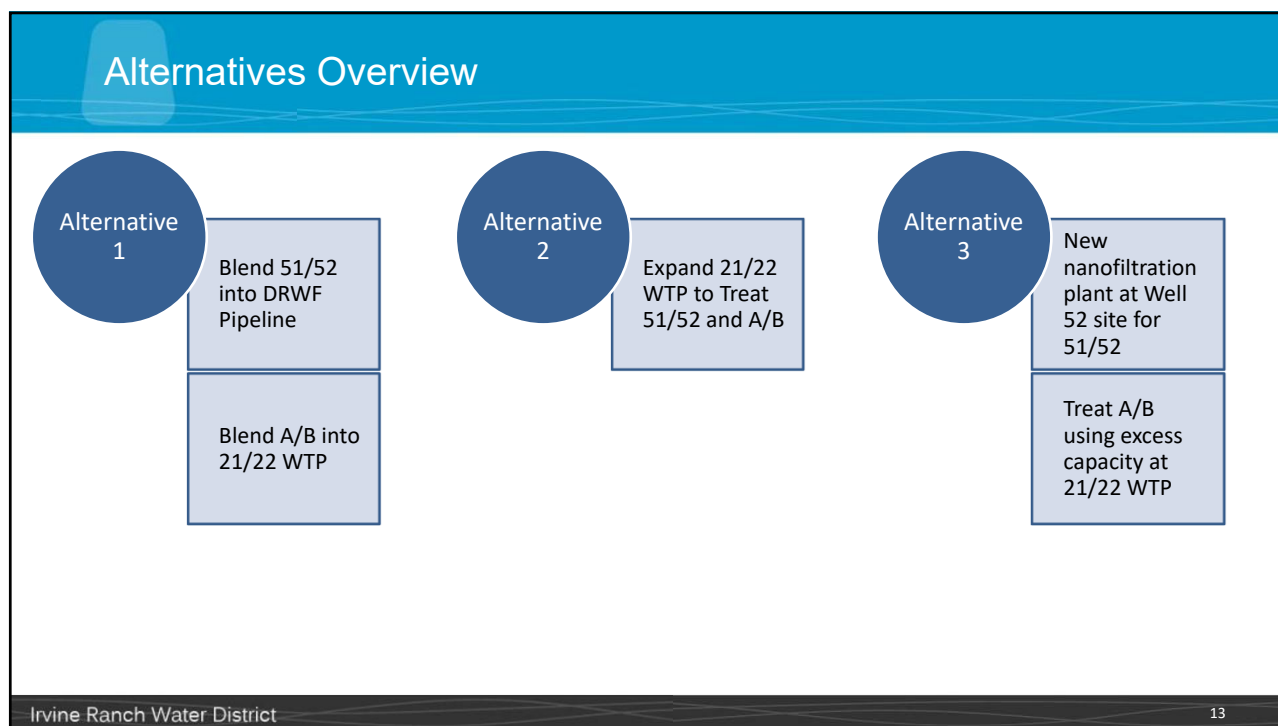 Alternatives Overview
Alternative
1
Blend 51/52
into DRWF
Pipeline
Blend A/B into
21/22 WTP
Alternative
2
Expand 21/22
WTP to Treat
51/52 and A/B
Alternative
3
New
nanofiltration
plant at Well
52 site for
51/52
Treat A/B
using excess
capacity at
21/22 WTP
Irvine Ranch Water District
13